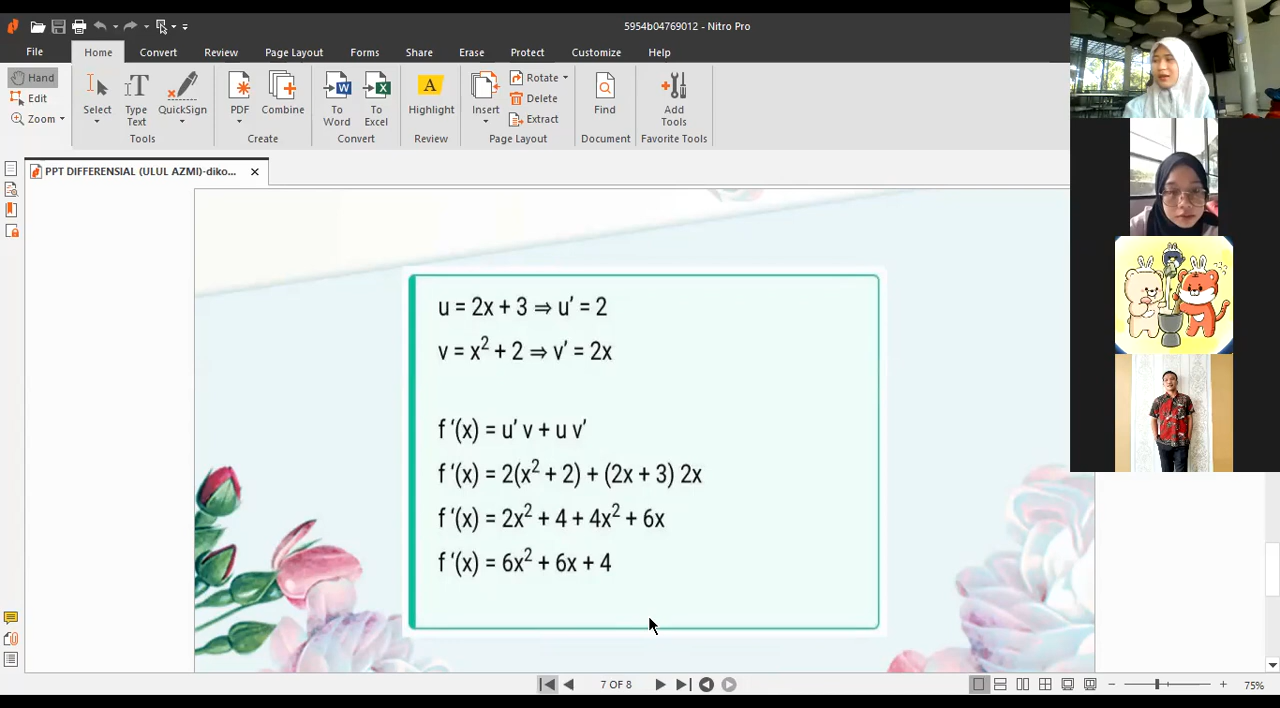 5954b04769012 - Nitro Pro
File
Home
Convert
Review
Page Layout
Forms
Share
Erase
Protect
Customize
Help
Hand
Edit
Zoom
Select
Type Text
QuickSign
Tools
PDF
Combine
Create
To Word
To Excel
Convert
Highlight
Review
Insert
Rotate
Delete
Extract
Page Layout
Find
Document
Add Tools
Favorite Tools
PPT DIFFERENSIAL (ULUL AZMI)-diko...
u = 2x + 3 ⇒ u’ = 2
v = x² + 2 ⇒ v’ = 2x
f ‘(x) = u’ v + u v’
f ‘(x) = 2(x² + 2) + (2x + 3) 2x
f ‘(x) = 2x² + 4 + 4x² + 6x
f ‘(x) = 6x² + 6x + 4
7 OF 8
75%